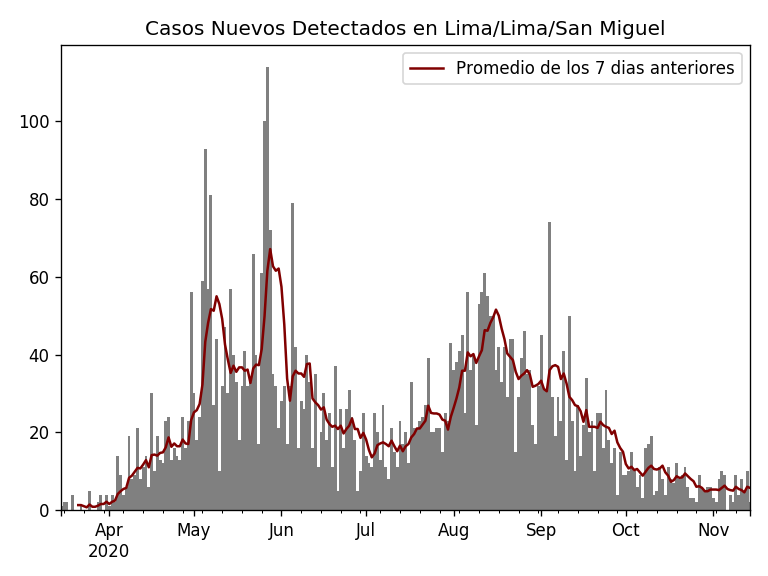 Casos Nuevos Detectados en Lima/Lima/San Miguel
Promedio de los 7 dias anteriores
100
80
60
40
20
0
Apr May Jun Jul Aug Sep Oct Nov
2020